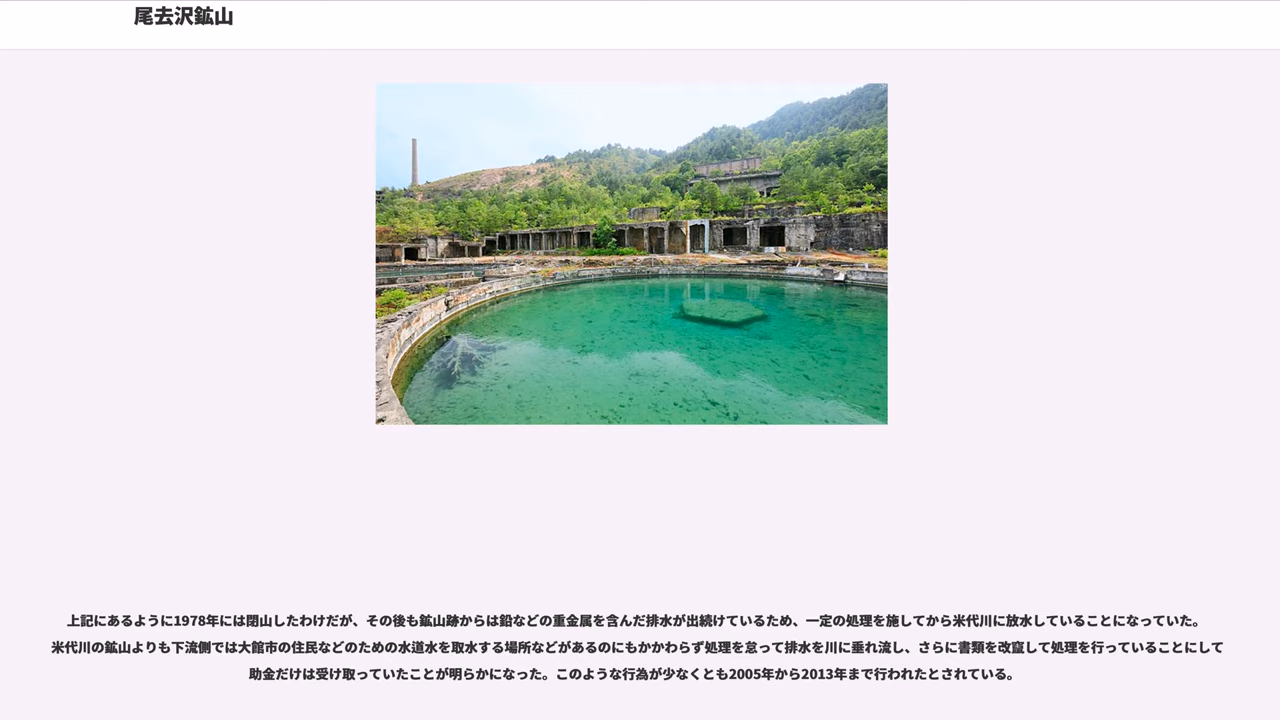 尾去沢鉱山
上記にあるように1978年には閉山したわけだが、その後も鉱山跡からは鉛などの重金属を含んだ排水が出続けているため、一定の処理を施してから米代川に放水していることになっていた。
米代川の鉱山よりも下流側では大館市の住民などのための水道水を取水する場所などがあるのにもかかわらず処理を怠って排水を川に垂れ流し、さらに書類を改竄して処理を行っていることにして
助金だけは受け取っていたことが明らかになった。このような行為が少なくとも2005年から2013年まで行われたとされている。